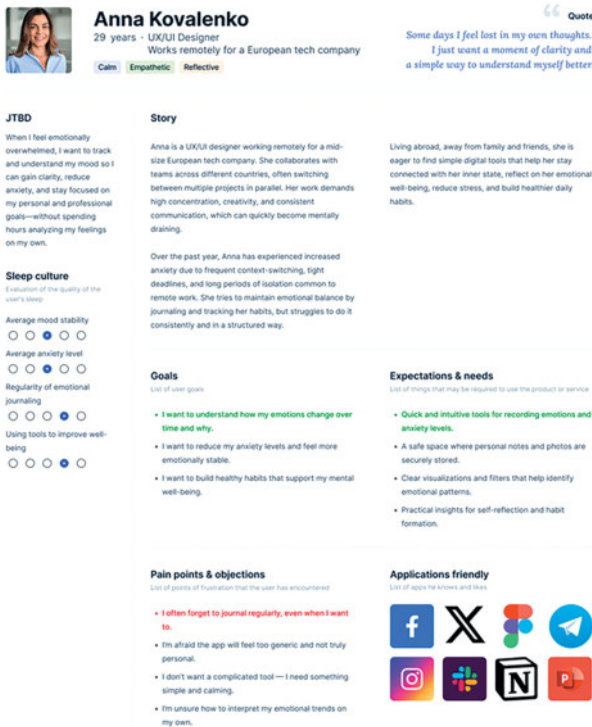 Anna Kovalenko
29 years · UX/UI Designer
Works remotely for a European tech company
Calm Empathetic Reflective
Quote
Some days I feel lost in my own thoughts.
I just want a moment of clarity and
a simple way to understand myself better.
JTBD
When I feel emotionally
overwhelmed, I want to track
and understand my mood so I
can gain clarity, reduce
anxiety, and stay focused on
my personal and professional
goals—without spending
hours analyzing my feelings
on my own.
Sleep culture
Evaluation of the quality of the
user's sleep
Average mood stability
Average anxiety level
Regularity of emotional
journaling
Using tools to improve well-
being
Story
Anna is a UX/UI designer working remotely for a mid-
size European tech company. She collaborates with
teams across different countries, often switching
between multiple projects in parallel. Her work demands
high concentration, creativity, and consistent
communication, which can quickly become mentally
draining.
Over the past year, Anna has experienced increased
anxiety due to frequent context-switching, tight
deadlines, and long periods of isolation common to
remote work. She tries to maintain emotional balance by
journaling and tracking her habits, but struggles to do it
consistently and in a structured way.
Living abroad, away from family and friends, she is
eager to find simple digital tools that help her stay
connected with her inner state, reflect on her emotional
well-being, reduce stress, and build healthier daily
habits.
Goals
List of user goals
• I want to understand how my emotions change over
time and why.
• I want to reduce my anxiety levels and feel more
emotionally stable.
• I want to build healthy habits that support my mental
well-being.
Expectations & needs
List of things that may be required to use the product or service
• Quick and intuitive tools for recording emotions and
anxiety levels.
• A safe space where personal notes and photos are
securely stored.
• Clear visualizations and filters that help identify
emotional patterns.
• Practical insights for self-reflection and habit
formation.
Pain points & objections
List of points of frustration that the user has encountered
• I often forget to journal regularly, even when I want
to.
• I'm afraid the app will feel too generic and not truly
personal.
• I don't want a complicated tool — I need something
simple and calming.
• I'm unsure how to interpret my emotional trends on
my own.
Applications friendly
List of apps he knows and likes